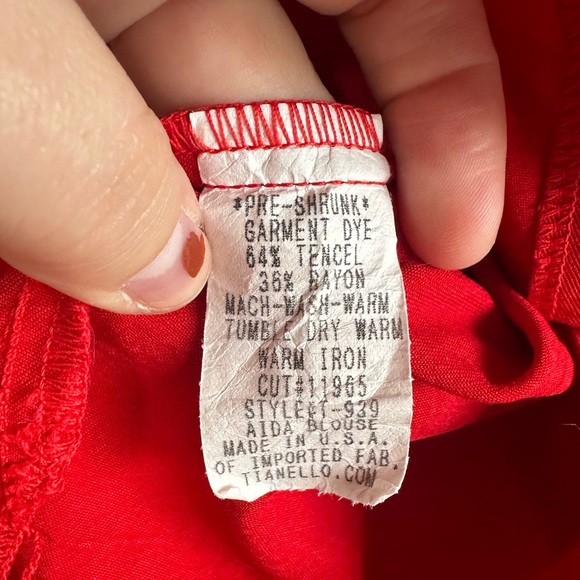 *PRE-SHRUNK*
GARMENT DYE
64% TENCEL
36% RAYON
MACH-WASH-WARM
TUMBLE DRY WARM
WARM IRON
CUT#11965
STYLE#T-939
AIDA BLOUSE
MADE IN U.S.A.
OF IMPORTED FAB.
TIANELLO.COM